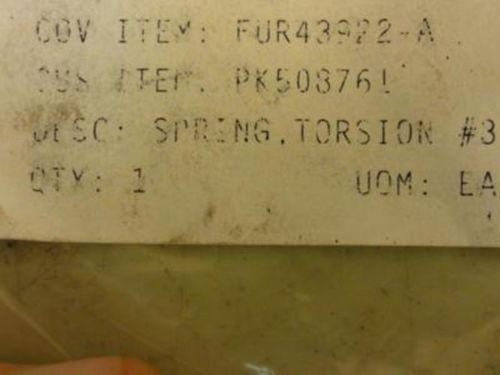 COV ITEM: FUR43922-A
CUS ITEM: PK508761
DESC: SPRING,TORSION #3
QTY: 1 UOM: EA